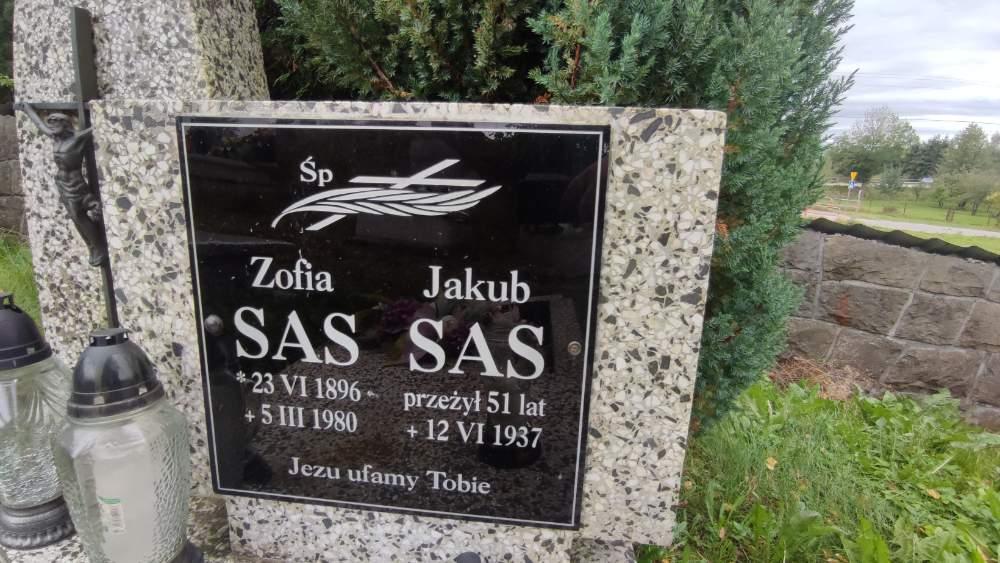 Śp
Zofia
SAS
* 23 VI 1896
+ 5 III 1980
Jakub
SAS
przeżył 51 lat
+ 12 VI 1937
Jezu ufamy Tobie